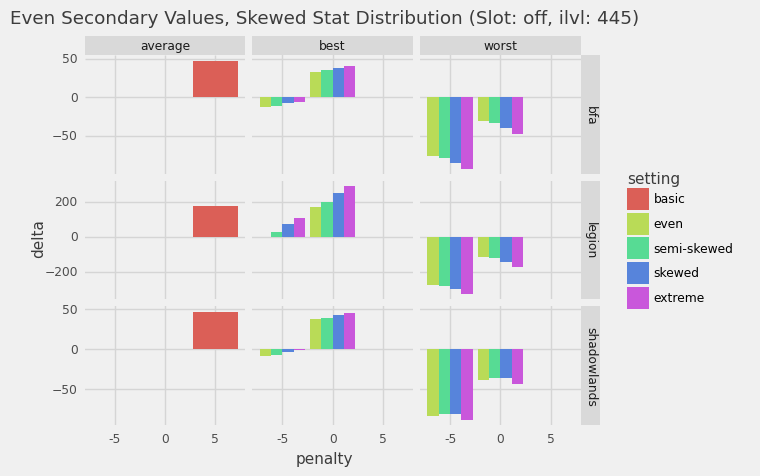 Even Secondary Values, Skewed Stat Distribution (Slot: off, ilvl: 445)
average best worst
50
0
−50
bfa
200
0
−200
legion
50
0
−50
shadowlands
delta
-5 0 5 -5 0 5 -5 0 5
penalty
setting
basic
even
semi-skewed
skewed
extreme